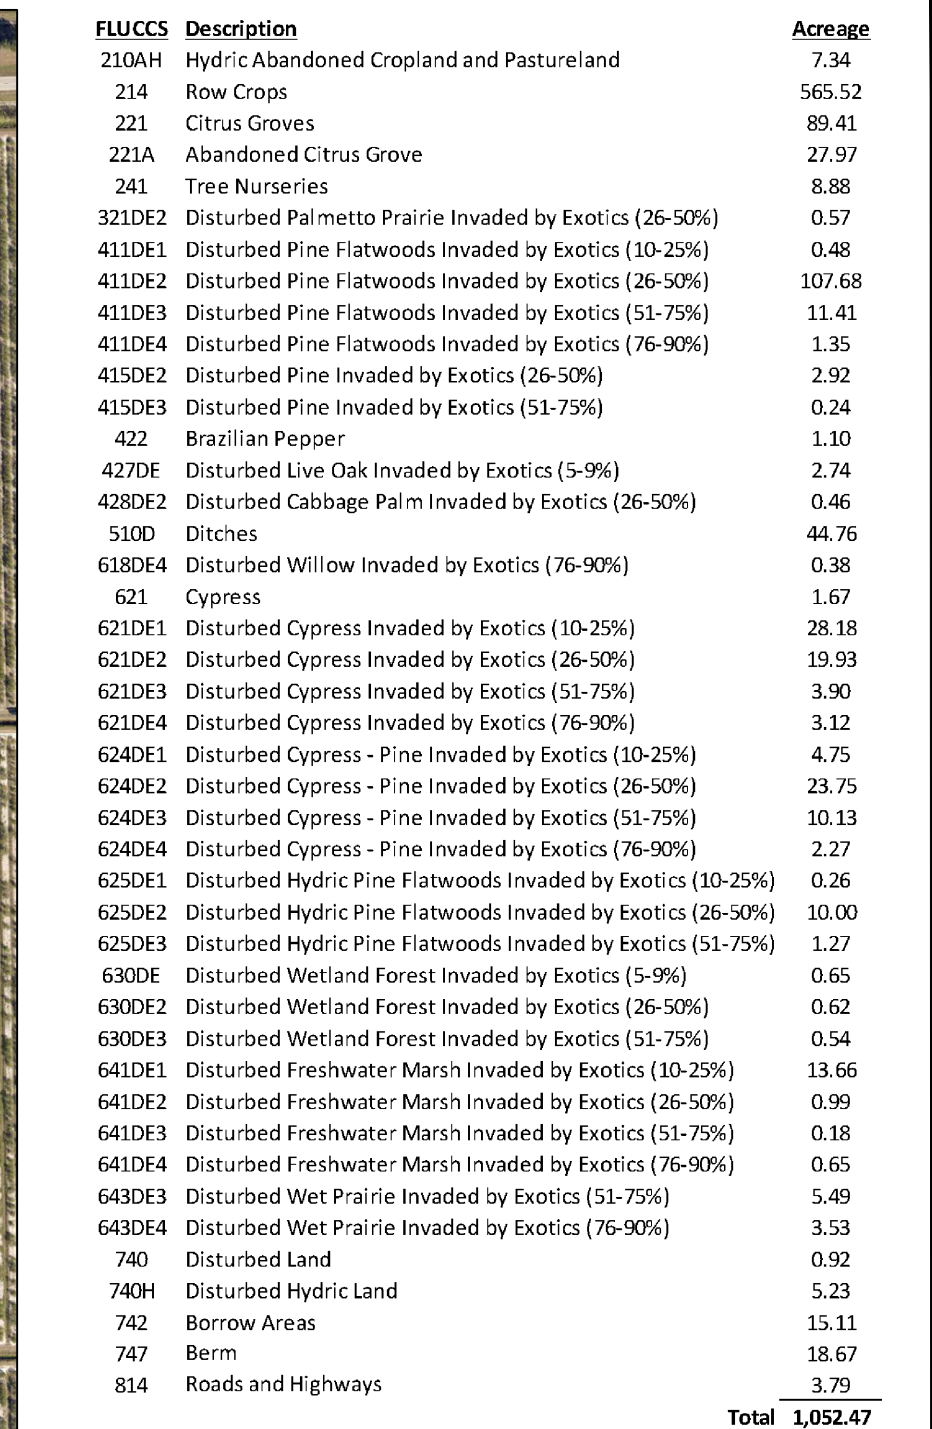 FLUCCS Description Acreage
210AH Hydric Abandoned Cropland and Pastureland 7.34
214 Row Crops 565.52
221 Citrus Groves 89.41
221A Abandoned Citrus Grove 27.97
241 Tree Nurseries 8.88
321DE2 Disturbed Palmetto Prairie Invaded by Exotics (26-50%) 0.57
411DE1 Disturbed Pine Flatwoods Invaded by Exotics (10-25%) 0.48
411DE2 Disturbed Pine Flatwoods Invaded by Exotics (26-50%) 107.68
411DE3 Disturbed Pine Flatwoods Invaded by Exotics (51-75%) 11.41
411DE4 Disturbed Pine Flatwoods Invaded by Exotics (76-90%) 1.35
415DE2 Disturbed Pine Invaded by Exotics (26-50%) 2.92
415DE3 Disturbed Pine Invaded by Exotics (51-75%) 0.24
422 Brazilian Pepper 1.10
427DE Disturbed Live Oak Invaded by Exotics (5-9%) 2.74
428DE2 Disturbed Cabbage Palm Invaded by Exotics (26-50%) 0.46
510D Ditches 44.76
618DE4 Disturbed Willow Invaded by Exotics (76-90%) 0.38
621 Cypress 1.67
621DE1 Disturbed Cypress Invaded by Exotics (10-25%) 28.18
621DE2 Disturbed Cypress Invaded by Exotics (26-50%) 19.93
621DE3 Disturbed Cypress Invaded by Exotics (51-75%) 3.90
621DE4 Disturbed Cypress Invaded by Exotics (76-90%) 3.12
624DE1 Disturbed Cypress - Pine Invaded by Exotics (10-25%) 4.75
624DE2 Disturbed Cypress - Pine Invaded by Exotics (26-50%) 23.75
624DE3 Disturbed Cypress - Pine Invaded by Exotics (51-75%) 10.13
624DE4 Disturbed Cypress - Pine Invaded by Exotics (76-90%) 2.27
625DE1 Disturbed Hydric Pine Flatwoods Invaded by Exotics (10-25%) 0.26
625DE2 Disturbed Hydric Pine Flatwoods Invaded by Exotics (26-50%) 10.00
625DE3 Disturbed Hydric Pine Flatwoods Invaded by Exotics (51-75%) 1.27
630DE Disturbed Wetland Forest Invaded by Exotics (5-9%) 0.65
630DE2 Disturbed Wetland Forest Invaded by Exotics (26-50%) 0.62
630DE3 Disturbed Wetland Forest Invaded by Exotics (51-75%) 0.54
641DE1 Disturbed Freshwater Marsh Invaded by Exotics (10-25%) 13.66
641DE2 Disturbed Freshwater Marsh Invaded by Exotics (26-50%) 0.99
641DE3 Disturbed Freshwater Marsh Invaded by Exotics (51-75%) 0.18
641DE4 Disturbed Freshwater Marsh Invaded by Exotics (76-90%) 0.65
643DE3 Disturbed Wet Prairie Invaded by Exotics (51-75%) 5.49
643DE4 Disturbed Wet Prairie Invaded by Exotics (76-90%) 3.53
740 Disturbed Land 0.92
740H Disturbed Hydric Land 5.23
742 Borrow Areas 15.11
747 Berm 18.67
814 Roads and Highways 3.79
Total 1,052.47